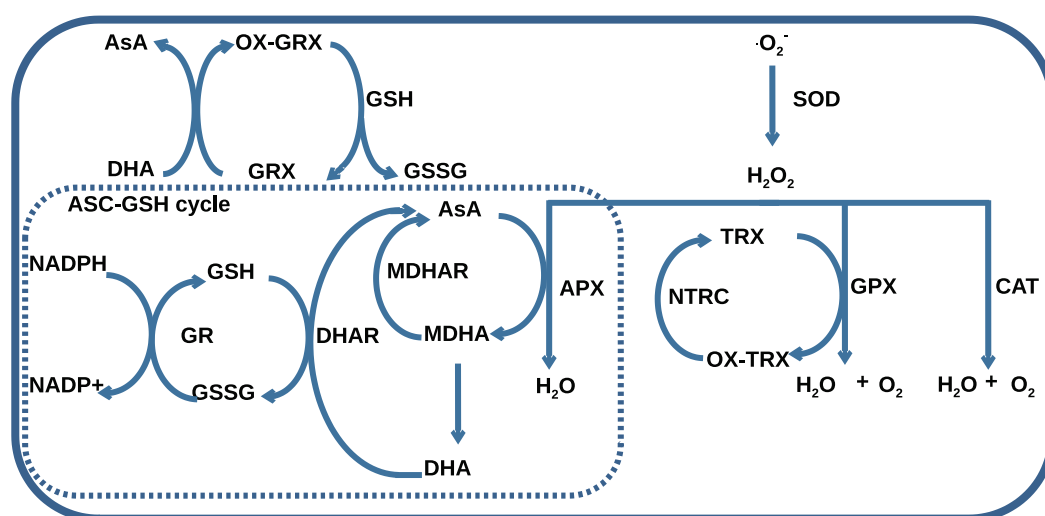 AsA OX-GRX ·O₂⁻
GSH SOD
DHA GRX GSSG H₂O₂
ASC-GSH cycle
AsA
TRX
NADPH GSH MDHAR APX NTRC GPX CAT
GR DHAR MDHA
OX-TRX
NADP+ GSSG H₂O H₂O + O₂ H₂O + O₂
DHA